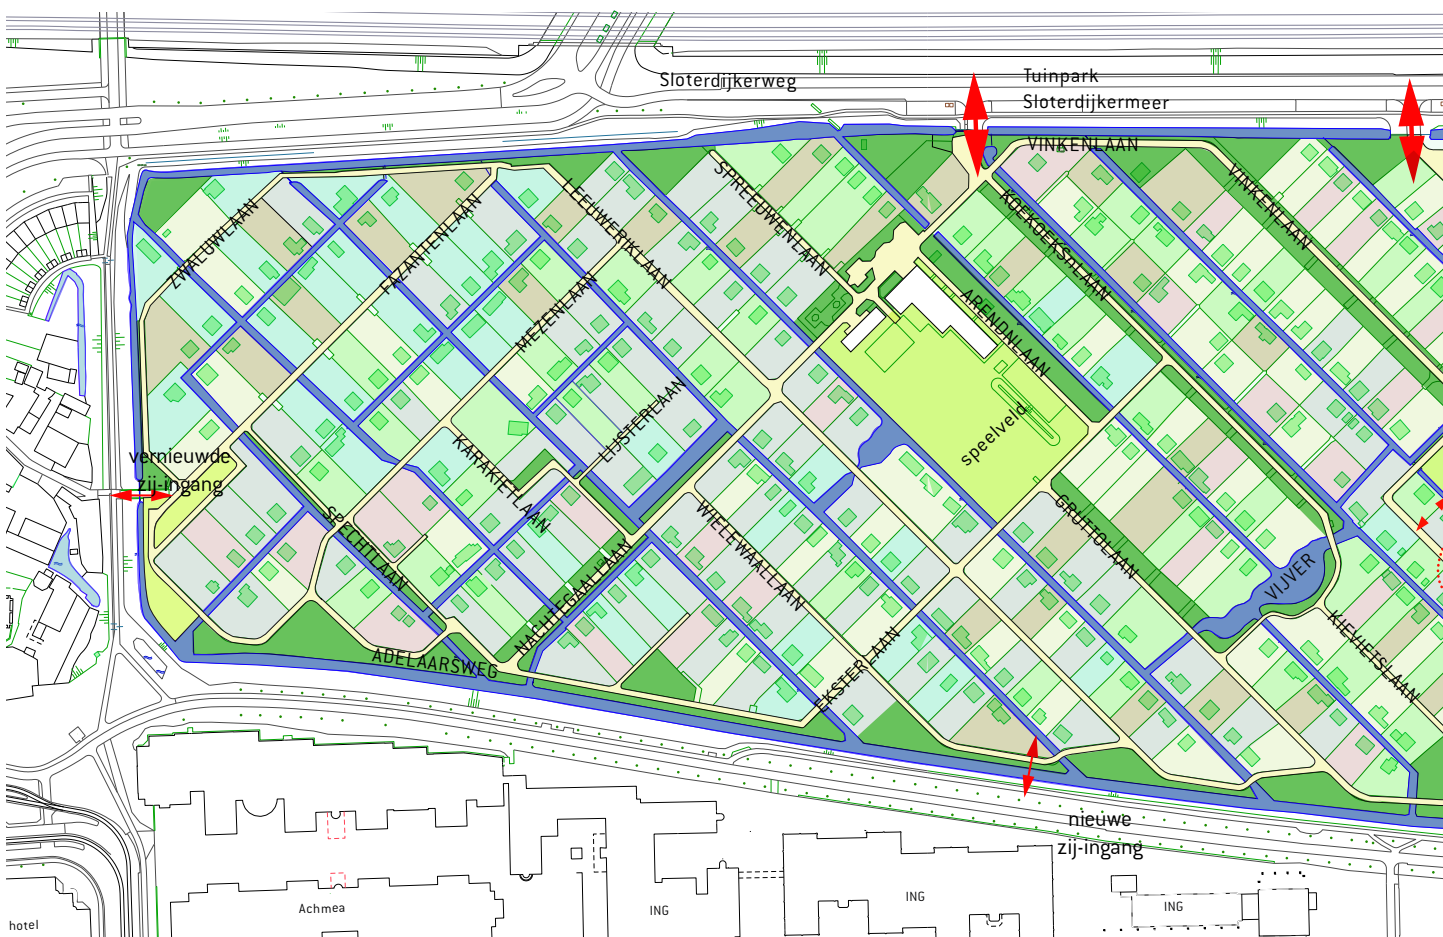 Sloterdijkerweg
Tuinpark
Sloterdijkermeer
VINKENLAAN
VINKENLAAN
SPREEUWENLAAN
LEEUWERIKLAAN
KOEKOEKSLAAN
ZWALUWLAAN
FAZANTENLAAN
MEZENLAAN
ARENDNLAAN
LIJSTERLAAN
speelveld
vernieuwde
zij-ingang
KARAKIETLAAN
SPECHTLAAN
WIELEWAALLAAN
GRUTTOLAAN
NACHTEGAALLAAN
VIJVER
KIEVIETSLAAN
ADELAARSWEG
EKSTERLAAN
nieuwe
zij-ingang
Achmea
ING
ING
ING
hotel